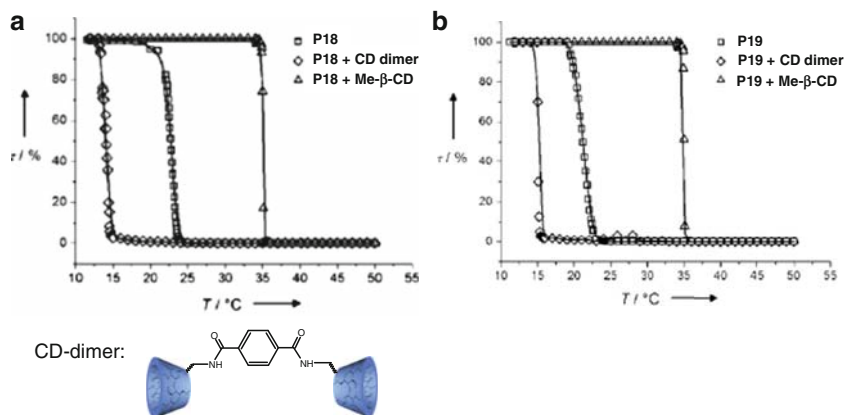 a
P18
P18 + CD dimer
P18 + Me-β-CD
100
80
60
40
20
0
τ / %
10 15 20 25 30 35 40 45 50 55
T / °C
b
P19
P19 + CD dimer
P19 + Me-β-CD
100
80
60
40
20
0
τ / %
10 15 20 25 30 35 40 45 50 55
T / °C
CD-dimer:
O
NH
O
NH